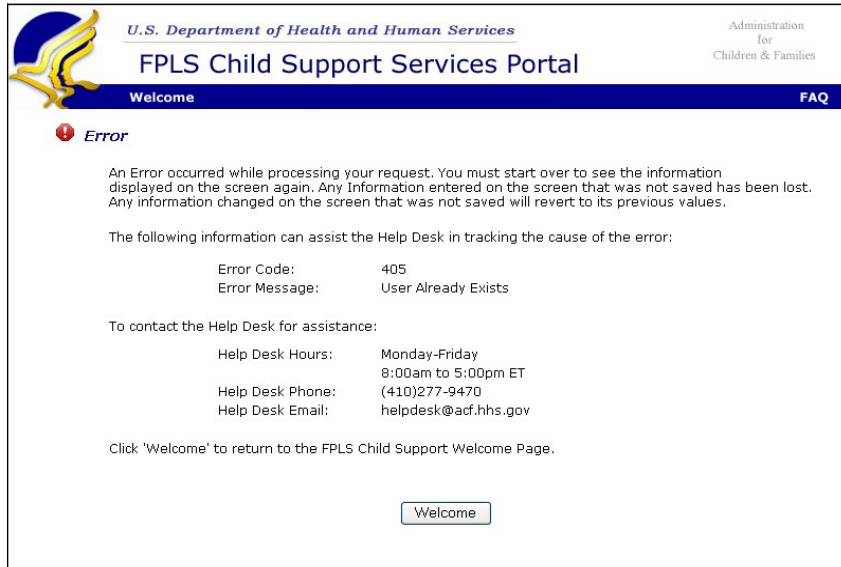 U.S. Department of Health and Human Services
Administration
for
Children & Families
FPLS Child Support Services Portal
Welcome
FAQ
Error
An Error occurred while processing your request. You must start over to see the information
displayed on the screen again. Any Information entered on the screen that was not saved has been lost.
Any information changed on the screen that was not saved will revert to its previous values.
The following information can assist the Help Desk in tracking the cause of the error:
Error Code: 405
Error Message: User Already Exists
To contact the Help Desk for assistance:
Help Desk Hours: Monday-Friday
8:00am to 5:00pm ET
Help Desk Phone: (410)277-9470
Help Desk Email: helpdesk@acf.hhs.gov
Click 'Welcome' to return to the FPLS Child Support Welcome Page.
Welcome